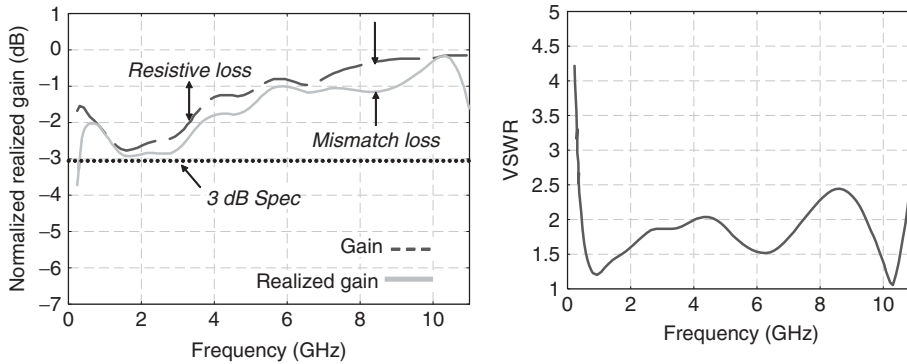 Normalized realized gain (dB)
1
0
-1
-2
-3
-4
-5
-6
-7
Resistive loss
Mismatch loss
3 dB Spec
Gain
Realized gain
0 2 4 6 8 10
Frequency (GHz)
VSWR
5
4.5
4
3.5
3
2.5
2
1.5
1
0 2 4 6 8 10
Frequency (GHz)